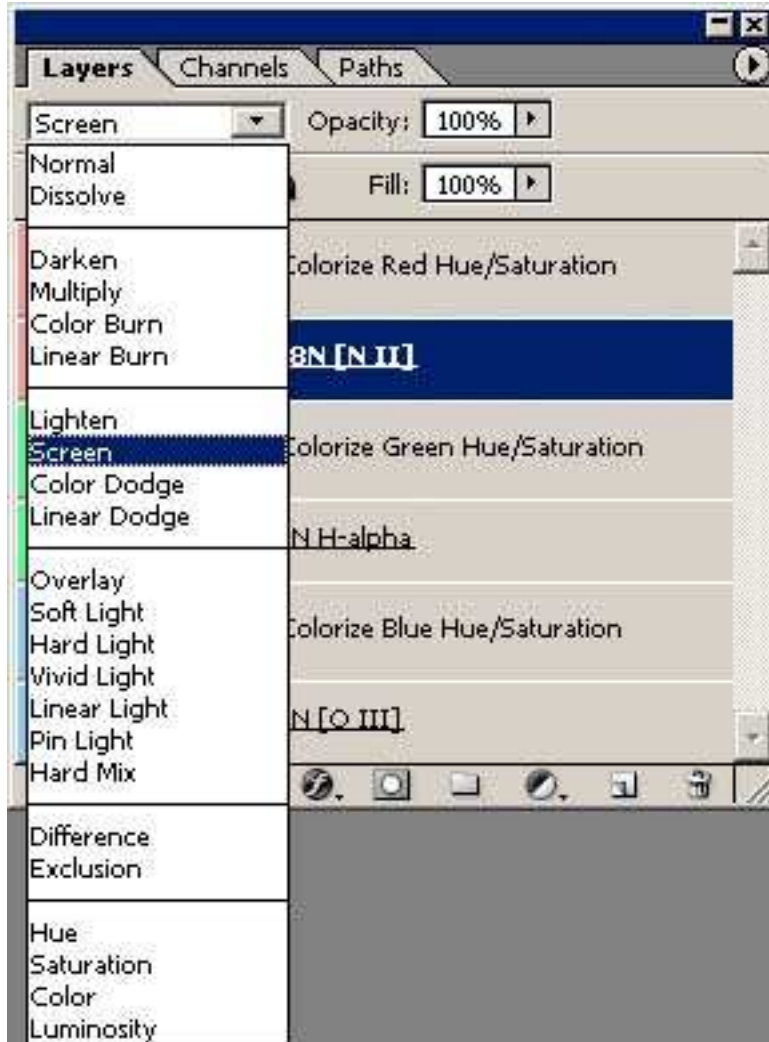 Layers Channels Paths
Screen Opacity: 100%
Fill: 100%
Normal
Dissolve
Darken
Multiply
Color Burn
Linear Burn
Lighten
Screen
Color Dodge
Linear Dodge
Overlay
Soft Light
Hard Light
Vivid Light
Linear Light
Pin Light
Hard Mix
Difference
Exclusion
Hue
Saturation
Color
Luminosity
Colorize Red Hue/Saturation
8N [N II]
Colorize Green Hue/Saturation
N H-alpha
Colorize Blue Hue/Saturation
N [O III]